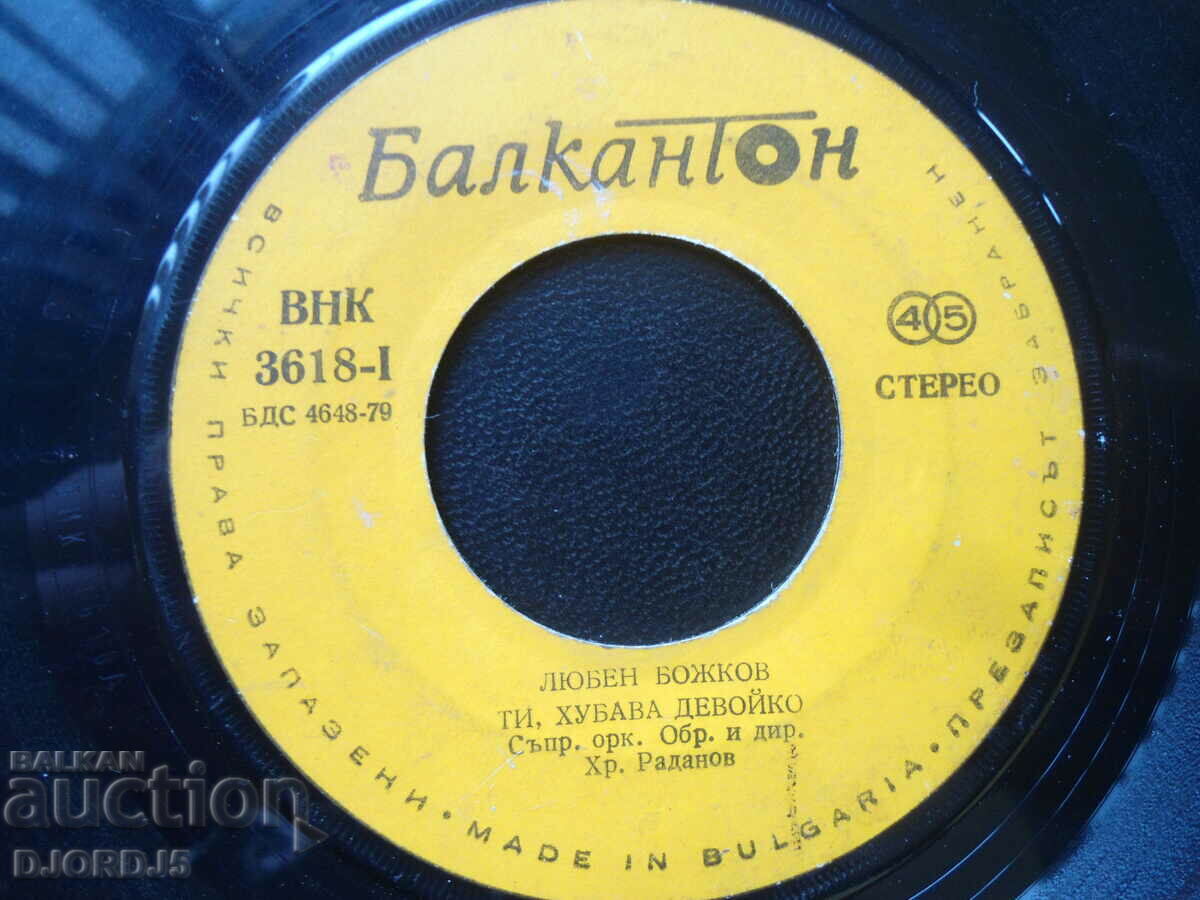 Балкантон
ВНК
3618-I
БДС 4648-79
45
СТЕРЕО
ЛЮБЕН БОЖКОВ
ТИ, ХУБАВА ДЕВОЙКО
Съпр. орк. Обр. и дир.
Хр. Раданов
ВСИЧКИ ПРАВА ЗАПАЗЕНИ • MADE IN BULGARIA • ПРЕЗАПИСЪТ ЗАБРАНЕН
BALKAN
auction
DJORDJ5